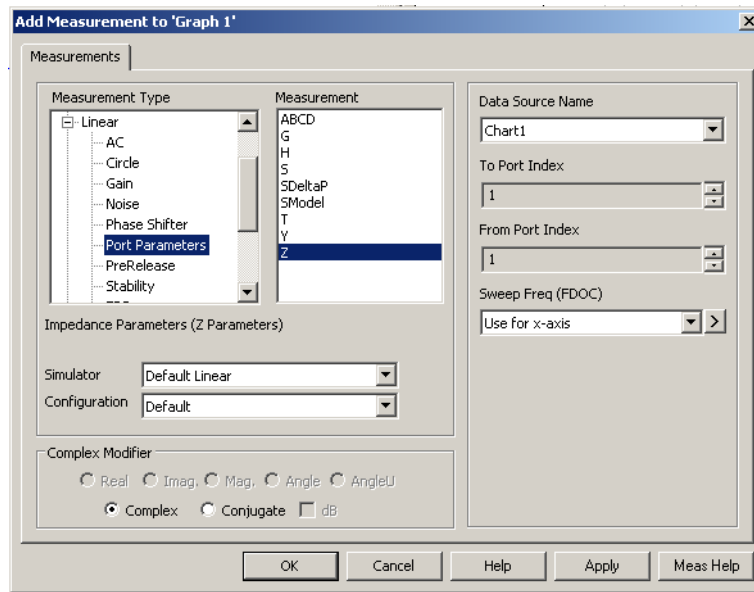 Add Measurement to 'Graph 1'
Measurements
Measurement Type
Linear
AC
Circle
Gain
Noise
Phase Shifter
Port Parameters
PreRelease
Stability
Measurement
ABCD
G
H
S
SDeltaP
SModel
T
Y
Z
Impedance Parameters (Z Parameters)
Simulator
Default Linear
Configuration
Default
Complex Modifier
Real Imag. Mag. Angle AngleU
Complex Conjugate dB
Data Source Name
Chart1
To Port Index
1
From Port Index
1
Sweep Freq (FDOC)
Use for x-axis
>
OK Cancel Help Apply Meas Help